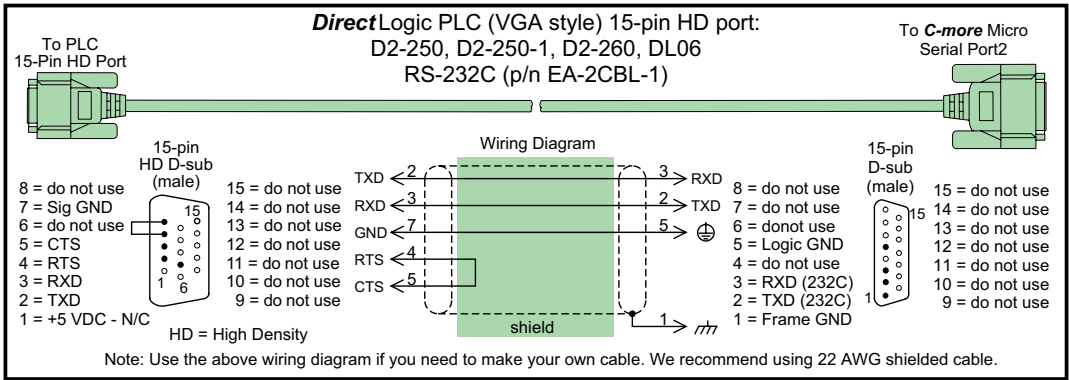 DirectLogic PLC (VGA style) 15-pin HD port:
D2-250, D2-250-1, D2-260, DL06
RS-232C (p/n EA-2CBL-1)
To PLC
15-Pin HD Port
To C-more Micro
Serial Port2
15-pin
HD D-sub
(male)
8 = do not use
7 = Sig GND
6 = do not use
5 = CTS
4 = RTS
3 = RXD
2 = TXD
1 = +5 VDC - N/C
15
1
6
HD = High Density
15 = do not use
14 = do not use
13 = do not use
12 = do not use
11 = do not use
10 = do not use
9 = do not use
Wiring Diagram
TXD 2 3 RXD
RXD 3 2 TXD
GND 7 5
RTS 4
CTS 5
shield
1
8 = do not use
7 = do not use
6 = donot use
5 = Logic GND
4 = do not use
3 = RXD (232C)
2 = TXD (232C)
1 = Frame GND
15-pin
D-sub
(male)
15
1
15 = do not use
14 = do not use
13 = do not use
12 = do not use
11 = do not use
10 = do not use
9 = do not use
Note: Use the above wiring diagram if you need to make your own cable. We recommend using 22 AWG shielded cable.